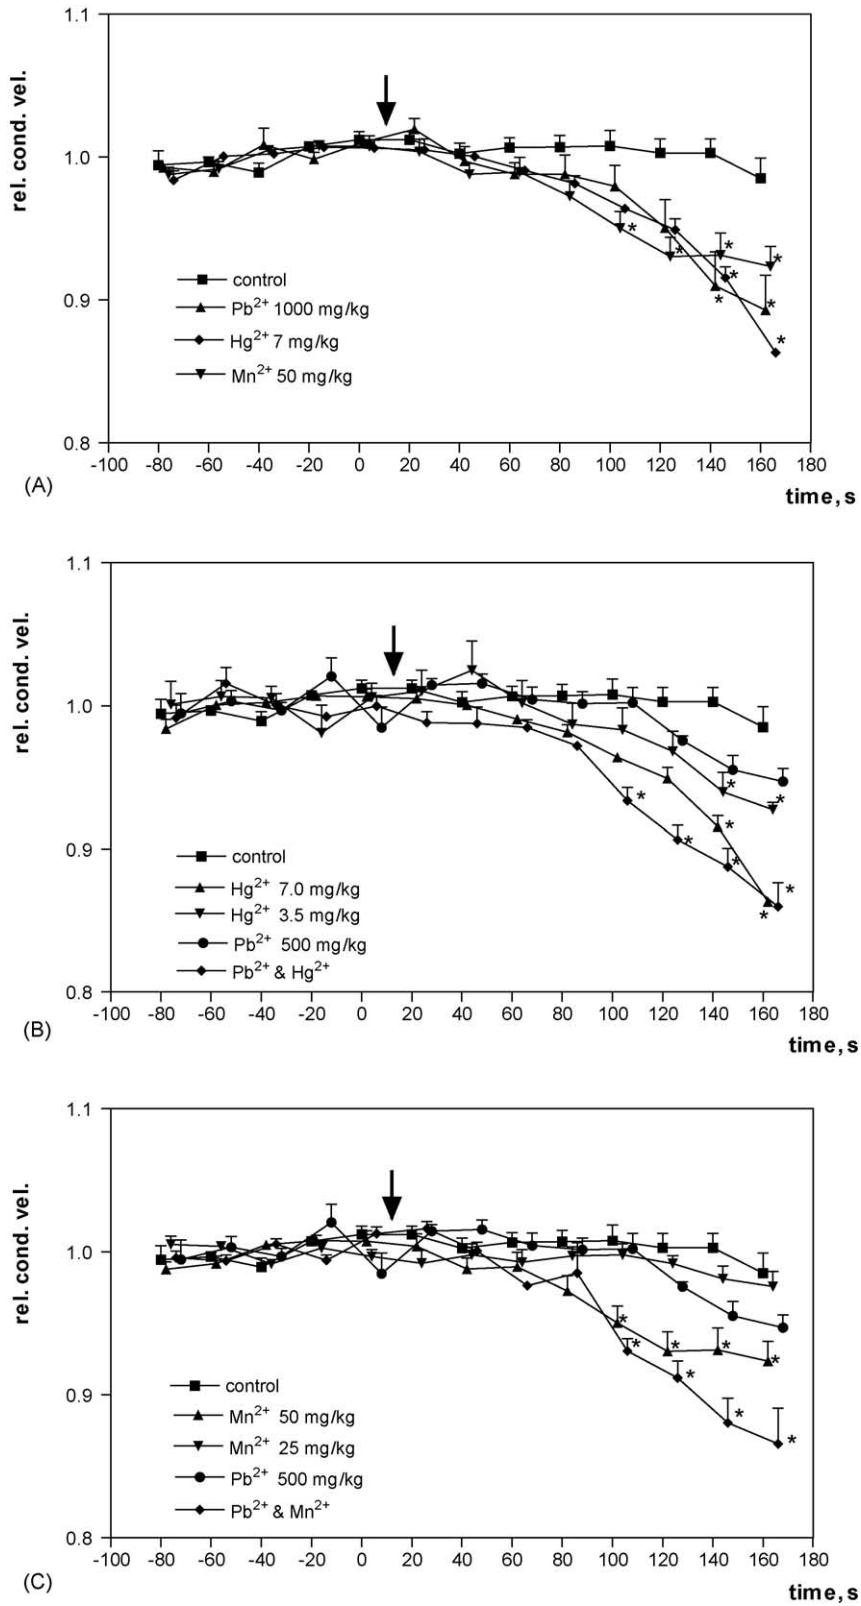 rel. cond. vel.
1.1
1.0
0.9
0.8
control
Pb²⁺ 1000 mg/kg
Hg²⁺ 7 mg/kg
Mn²⁺ 50 mg/kg
* * * * * * * * *
-100 -80 -60 -40 -20 0 20 40 60 80 100 120 140 160 180
(A)
time, s
rel. cond. vel.
1.1
1.0
0.9
0.8
control
Hg²⁺ 7.0 mg/kg
Hg²⁺ 3.5 mg/kg
Pb²⁺ 500 mg/kg
Pb²⁺ & Hg²⁺
* * * * * * * *
-100 -80 -60 -40 -20 0 20 40 60 80 100 120 140 160 180
(B)
time, s
rel. cond. vel.
1.1
1.0
0.9
0.8
control
Mn²⁺ 50 mg/kg
Mn²⁺ 25 mg/kg
Pb²⁺ 500 mg/kg
Pb²⁺ & Mn²⁺
* * * * * * * *
-100 -80 -60 -40 -20 0 20 40 60 80 100 120 140 160 180
(C)
time, s